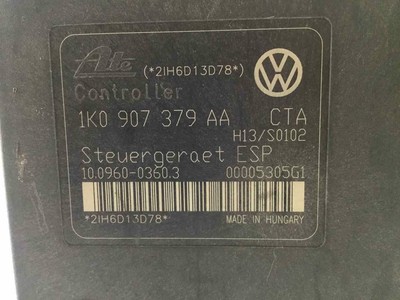 Ate (*2IH6D13D78*)
Controller
1K0 907 379 AA CTA
H13/S0102
Steuergeraet ESP
10.0960-0360.3 00005305G1
*2IH6D13D78* MADE IN HUNGARY